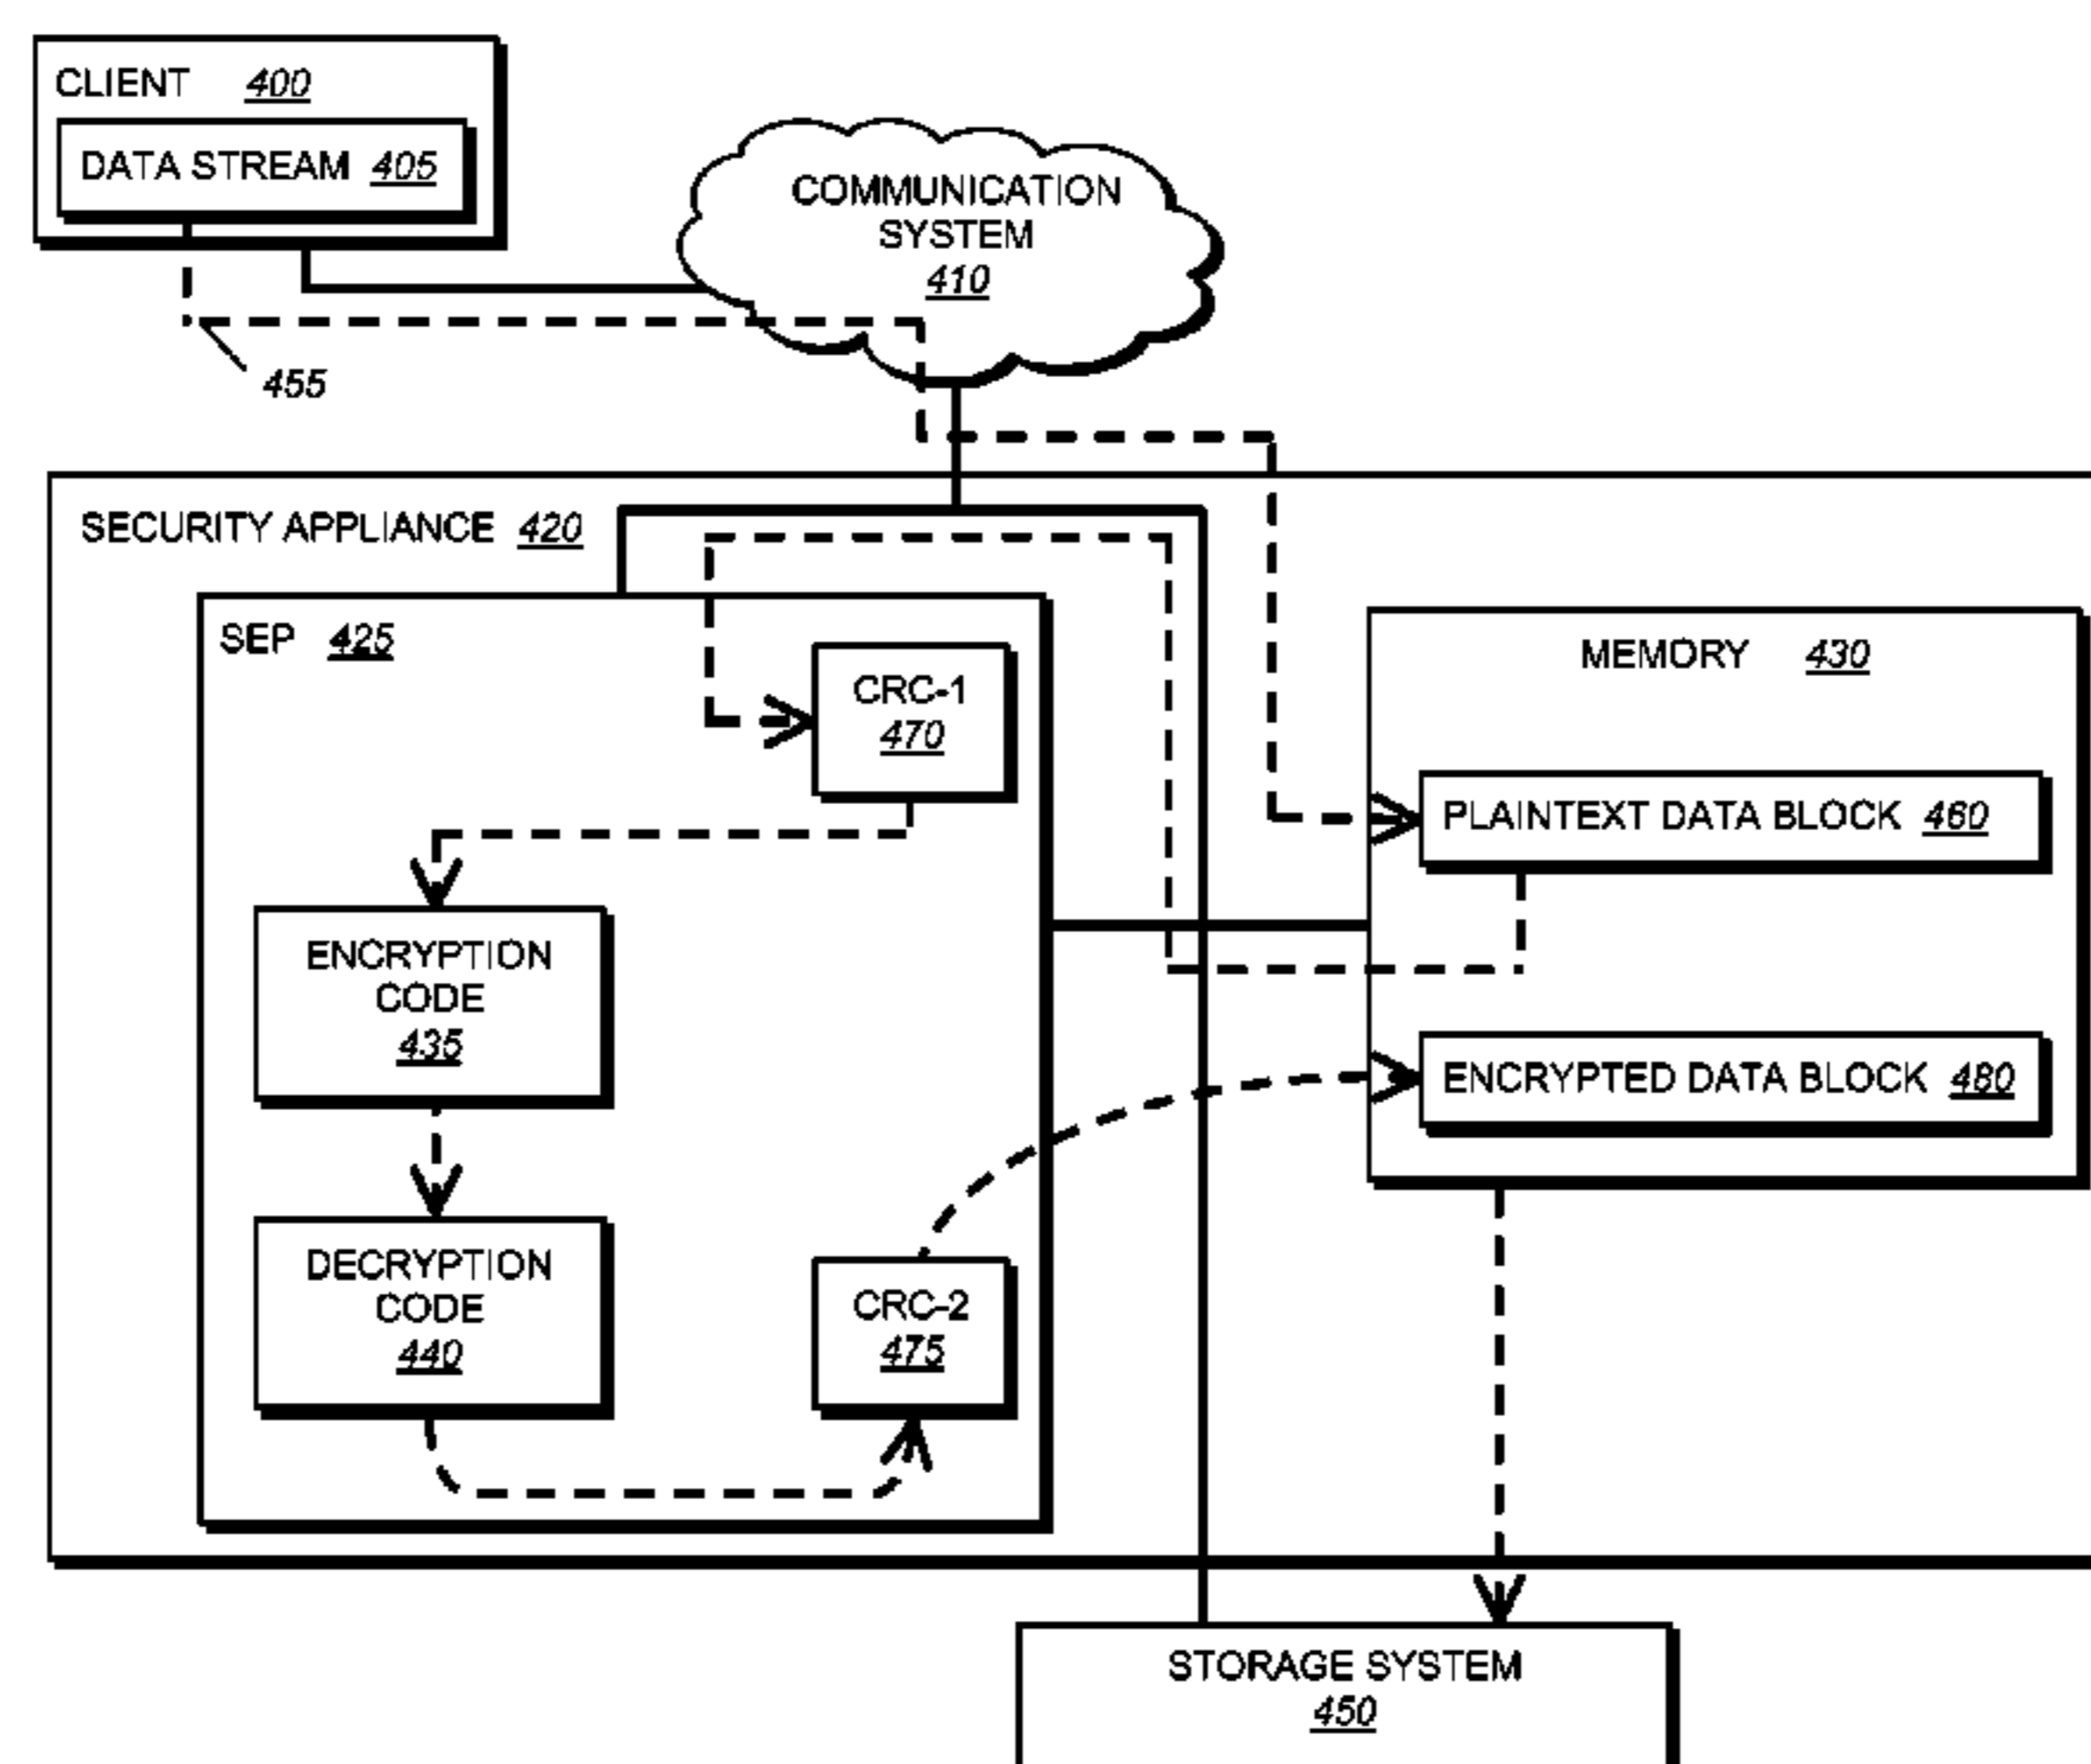 CLIENT 400
DATA STREAM 405
COMMUNICATION
SYSTEM
410
455
SECURITY APPLIANCE 420
SEP 425
CRC-1
470
MEMORY 430
PLAINTEXT DATA BLOCK 460
ENCRYPTION
CODE
435
ENCRYPTED DATA BLOCK 480
DECRYPTION
CODE
440
CRC-2
475
STORAGE SYSTEM
450